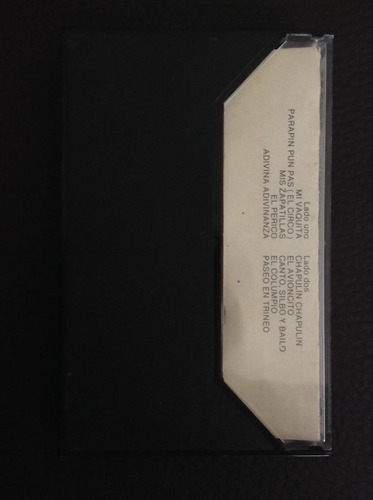 Lado uno
MI VAQUITA
PARAPIN PUN PAS ( EL CIRCO )
MIS ZAPATILLAS
EL PERICO
ADIVINA ADIVINANZA
Lado dos
CHAPULIN CHAPULIN
EL AVIONCITO
CANTO, SILBO Y BAILO
EL COLUMPIO
PASEO EN TRINEO